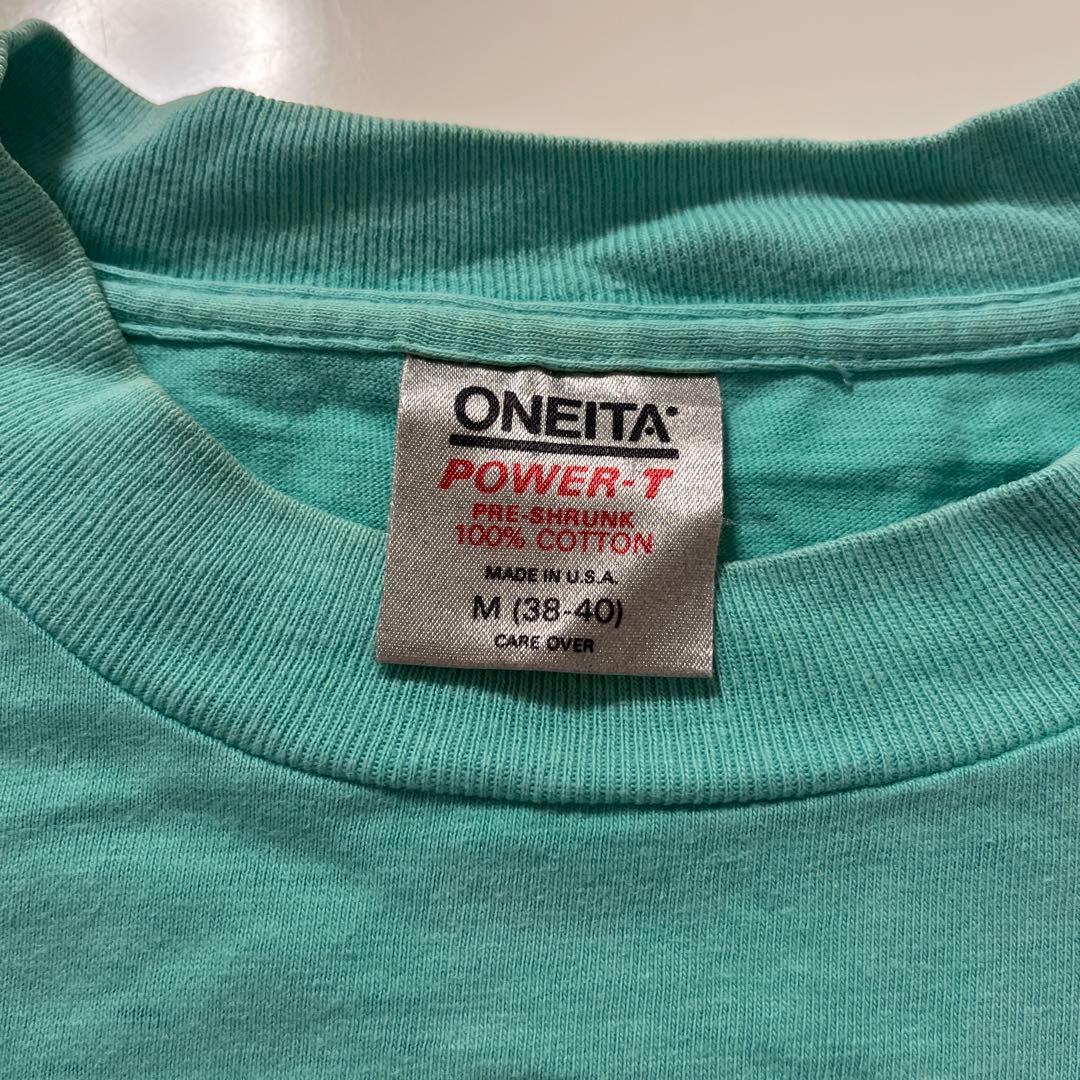 ONEITA
POWER-T
PRE-SHRUNK
100% COTTON
MADE IN U.S.A.
M (38-40)
CARE OVER